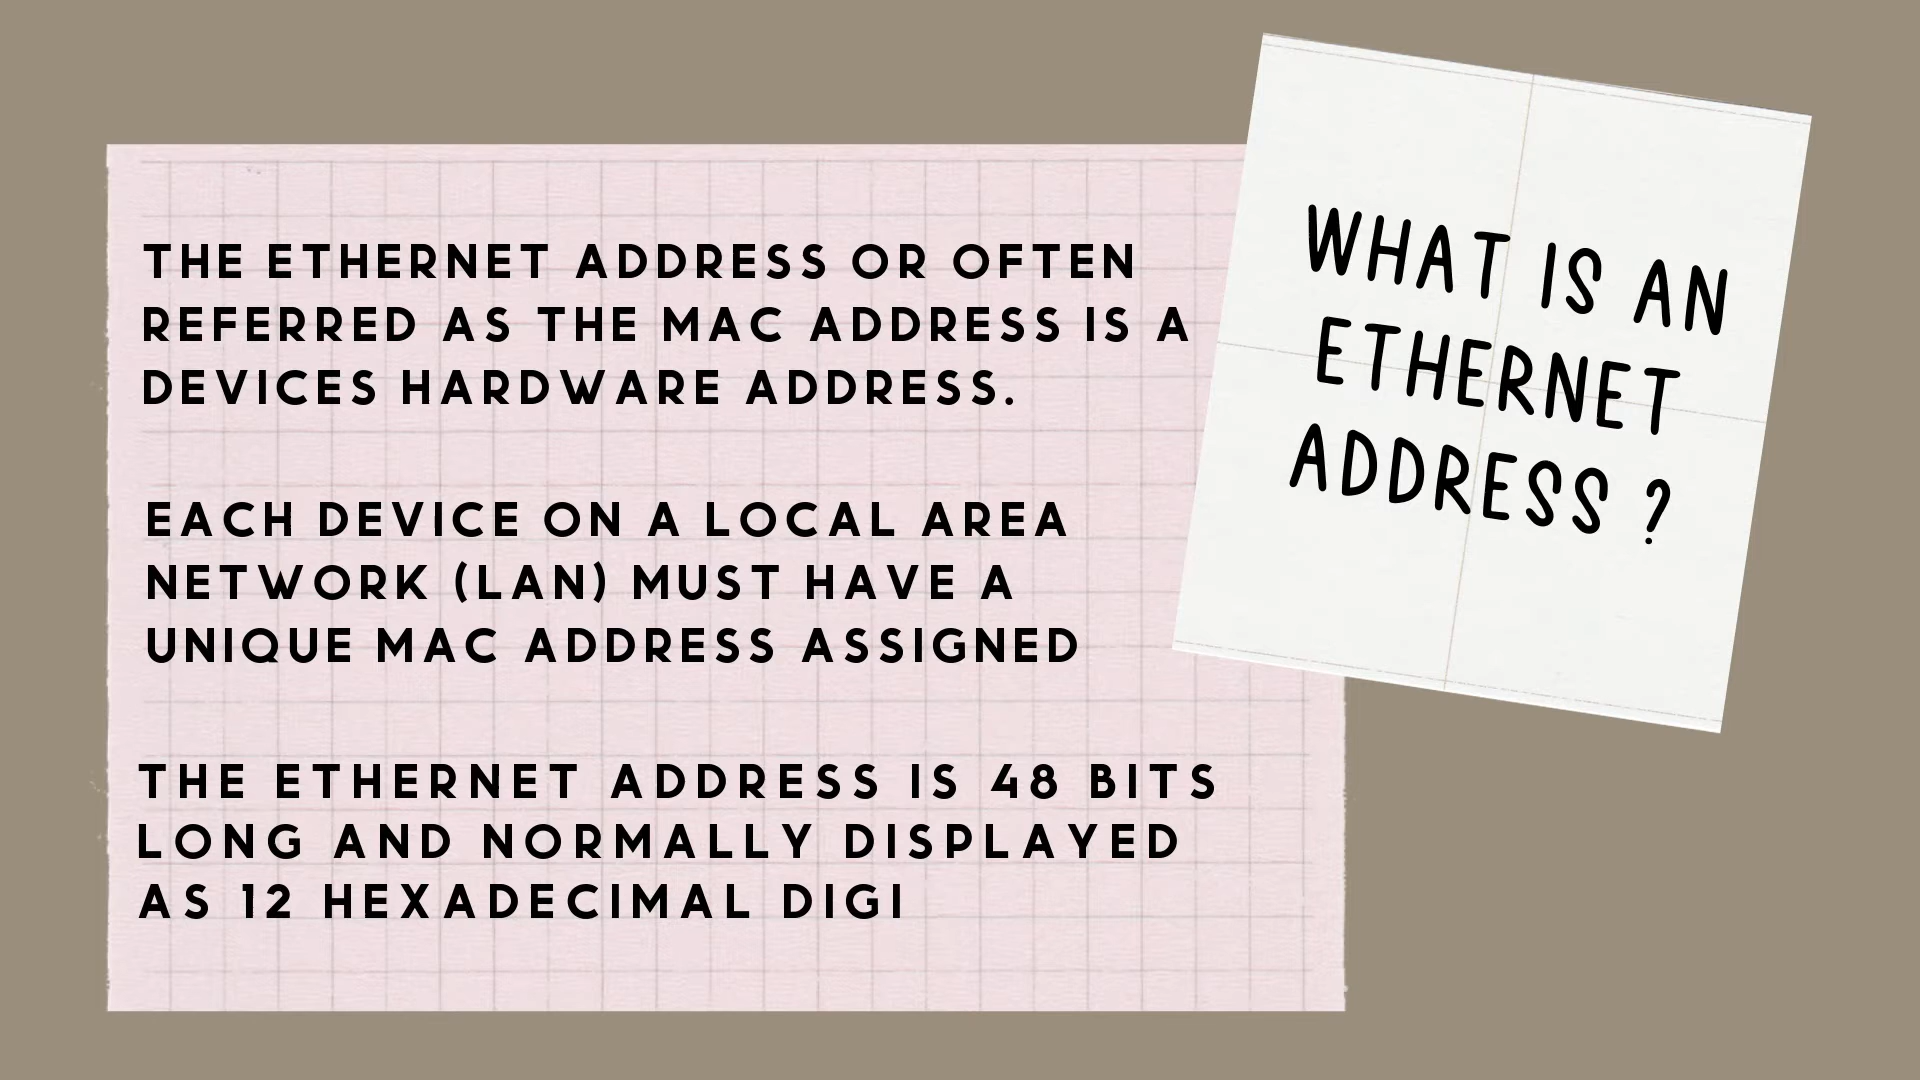 WHAT IS AN
ETHERNET
ADDRESS ?
THE ETHERNET ADDRESS OR OFTEN
REFERRED AS THE MAC ADDRESS IS A
DEVICES HARDWARE ADDRESS.
EACH DEVICE ON A LOCAL AREA
NETWORK (LAN) MUST HAVE A
UNIQUE MAC ADDRESS ASSIGNED
THE ETHERNET ADDRESS IS 48 BITS
LONG AND NORMALLY DISPLAYED
AS 12 HEXADECIMAL DIGI